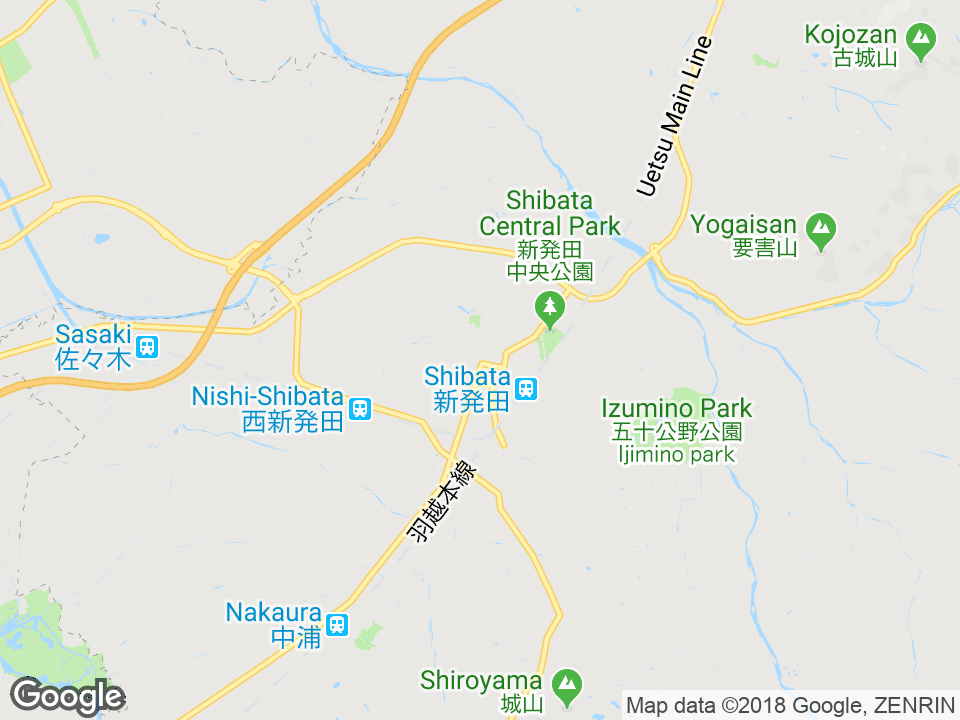 Kojozan
古城山
Uetsu Main Line
Shibata
Central Park
新発田
中央公園
Yogaisan
要害山
Sasaki
佐々木
Shibata
新発田
Nishi-Shibata
西新発田
Izumino Park
五十公野公園
Ijimino park
羽越本線
Nakaura
中浦
Shiroyama
城山
Google
Map data ©2018 Google, ZENRIN